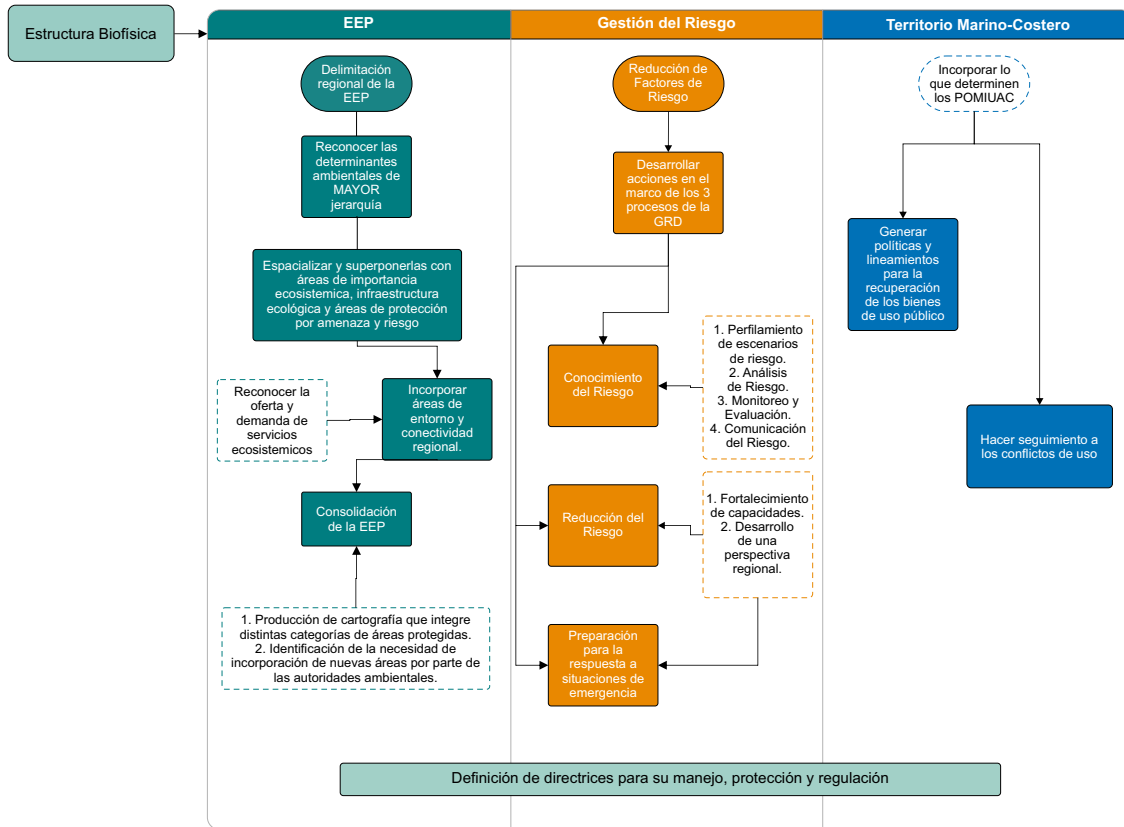 Estructura Biofísica
EEP
Delimitación
regional de la
EEP
Reconocer las
determinantes
ambientales de
MAYOR
jerarquía
Espacializar y superponerlas con
áreas de importancia
ecosistemica, infraestructura
ecológica y áreas de protección
por amenaza y riesgo
Reconocer la
oferta y
demanda de
servicios
ecosistemicos
Incorporar
áreas de
entorno y
conectividad
regional.
Consolidación
de la EEP
1. Producción de cartografía que integre
distintas categorías de áreas protegidas.
2. Identificación de la necesidad de
incorporación de nuevas áreas por parte de
las autoridades ambientales.
Gestión del Riesgo
Reducción de
Factores de
Riesgo
Desarrollar
acciones en el
marco de los 3
procesos de la
GRD
Conocimiento
del Riesgo
1. Perfilamiento
de escenarios
de riesgo.
2. Análisis
de Riesgo.
3. Monitoreo y
Evaluación.
4. Comunicación
del Riesgo.
Reducción del
Riesgo
1. Fortalecimiento
de capacidades.
2. Desarrollo
de una
perspectiva
regional.
Preparación
para la
respuesta a
situaciones de
emergencia
Territorio Marino-Costero
Incorporar lo
que determinen
los POMIUAC
Generar
políticas y
lineamientos
para la
recuperación
de los bienes
de uso público
Hacer seguimiento a
los conflictos de uso
Definición de directrices para su manejo, protección y regulación